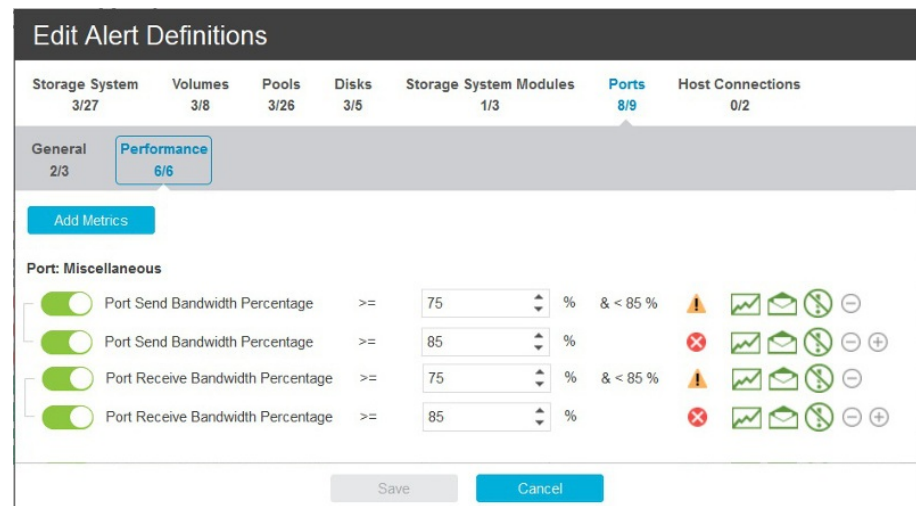 Edit Alert Definitions
Storage System Volumes Pools Disks Storage System Modules Ports Host Connections
3/27 3/8 3/26 3/5 1/3 8/9 0/2
General Performance
2/3 6/6
Add Metrics
Port: Miscellaneous
Port Send Bandwidth Percentage >= 75 % & < 85 %
Port Send Bandwidth Percentage >= 85 %
Port Receive Bandwidth Percentage >= 75 % & < 85 %
Port Receive Bandwidth Percentage >= 85 %
Save Cancel